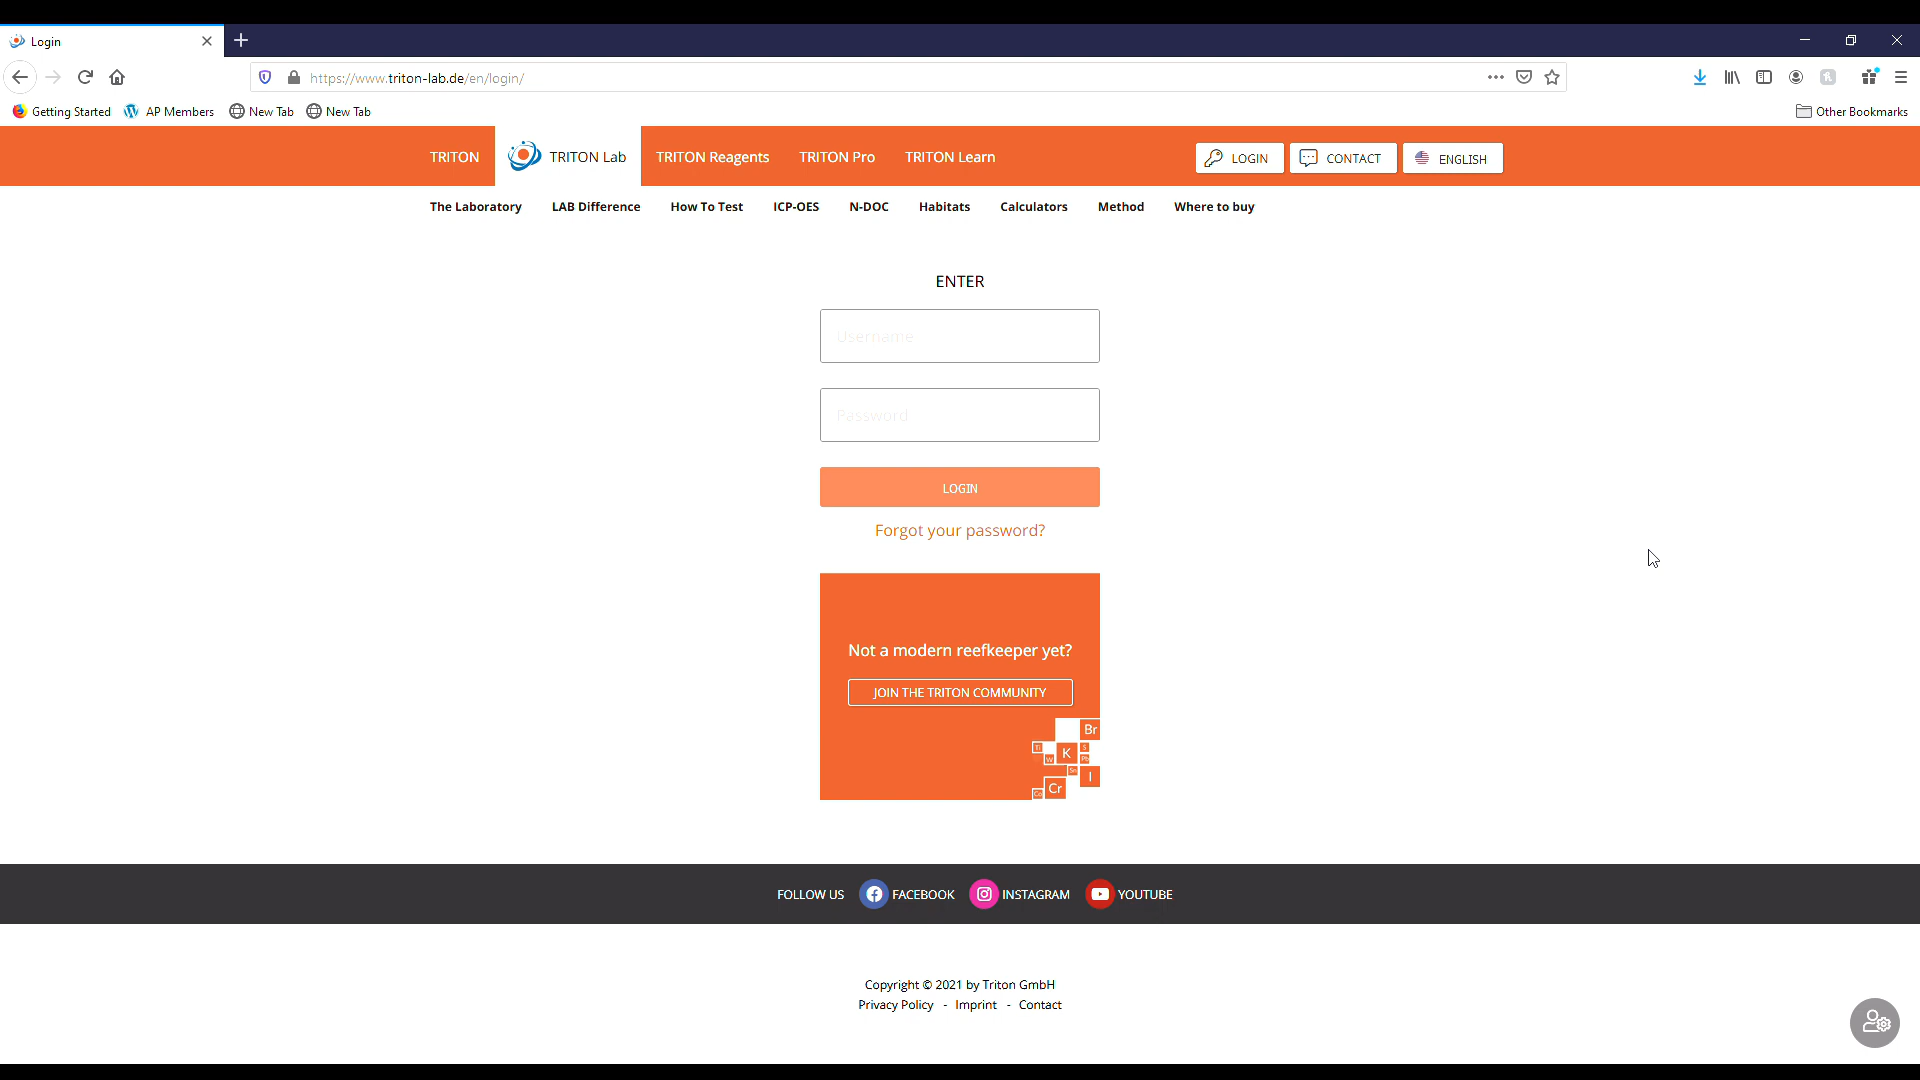 Login
https://www.triton-lab.de/en/login/
Getting Started
AP Members
New Tab
New Tab
Other Bookmarks
TRITON
TRITON Lab
TRITON Reagents
TRITON Pro
TRITON Learn
LOGIN
CONTACT
ENGLISH
The Laboratory
LAB Difference
How To Test
ICP-OES
N-DOC
Habitats
Calculators
Method
Where to buy
ENTER
Username
Password
LOGIN
Forgot your password?
Not a modern reefkeeper yet?
JOIN THE TRITON COMMUNITY
Br
Ti
K
S
W
Pb
Sn
I
Cr
FOLLOW US
FACEBOOK
INSTAGRAM
YOUTUBE
Copyright © 2021 by Triton GmbH
Privacy Policy - Imprint - Contact